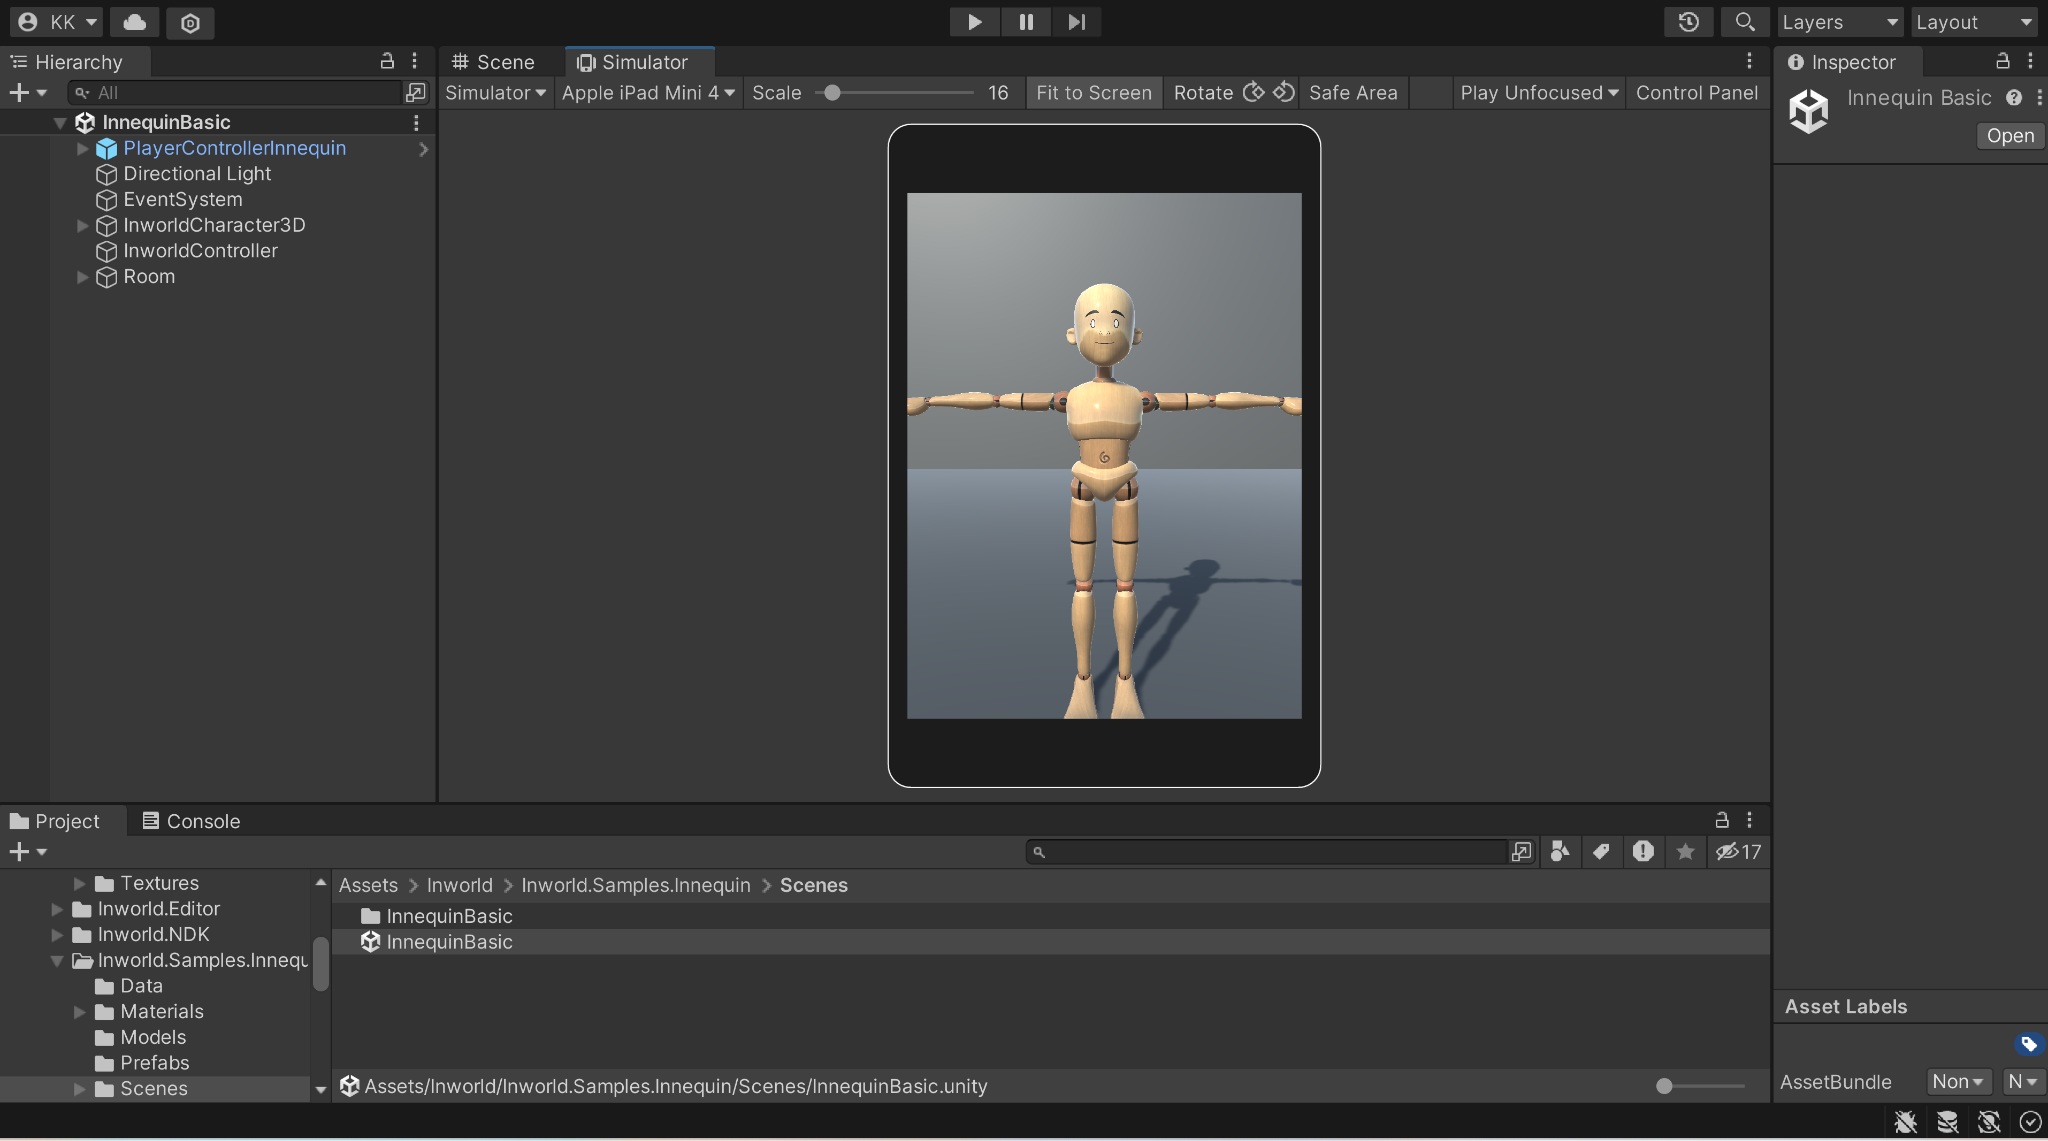 KK
Layers
Layout
Hierarchy
Scene
Simulator
Inspector
All
Simulator
Apple iPad Mini 4
Scale
16
Fit to Screen
Rotate
Safe Area
Play Unfocused
Control Panel
Innequin Basic
Open
InnequinBasic
PlayerControllerInnequin
Directional Light
EventSystem
InworldCharacter3D
InworldController
Room
Project
Console
17
Textures
Inworld.Editor
Inworld.NDK
Inworld.Samples.Innequ
Data
Materials
Models
Prefabs
Scenes
Assets > Inworld > Inworld.Samples.Innequin > Scenes
InnequinBasic
InnequinBasic
Assets/Inworld/Inworld.Samples.Innequin/Scenes/InnequinBasic.unity
Asset Labels
AssetBundle
Non
N